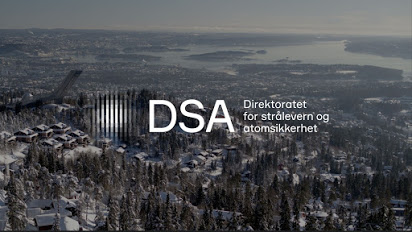 DSA
Direktoratet
for strålevern og
atomsikkerhet